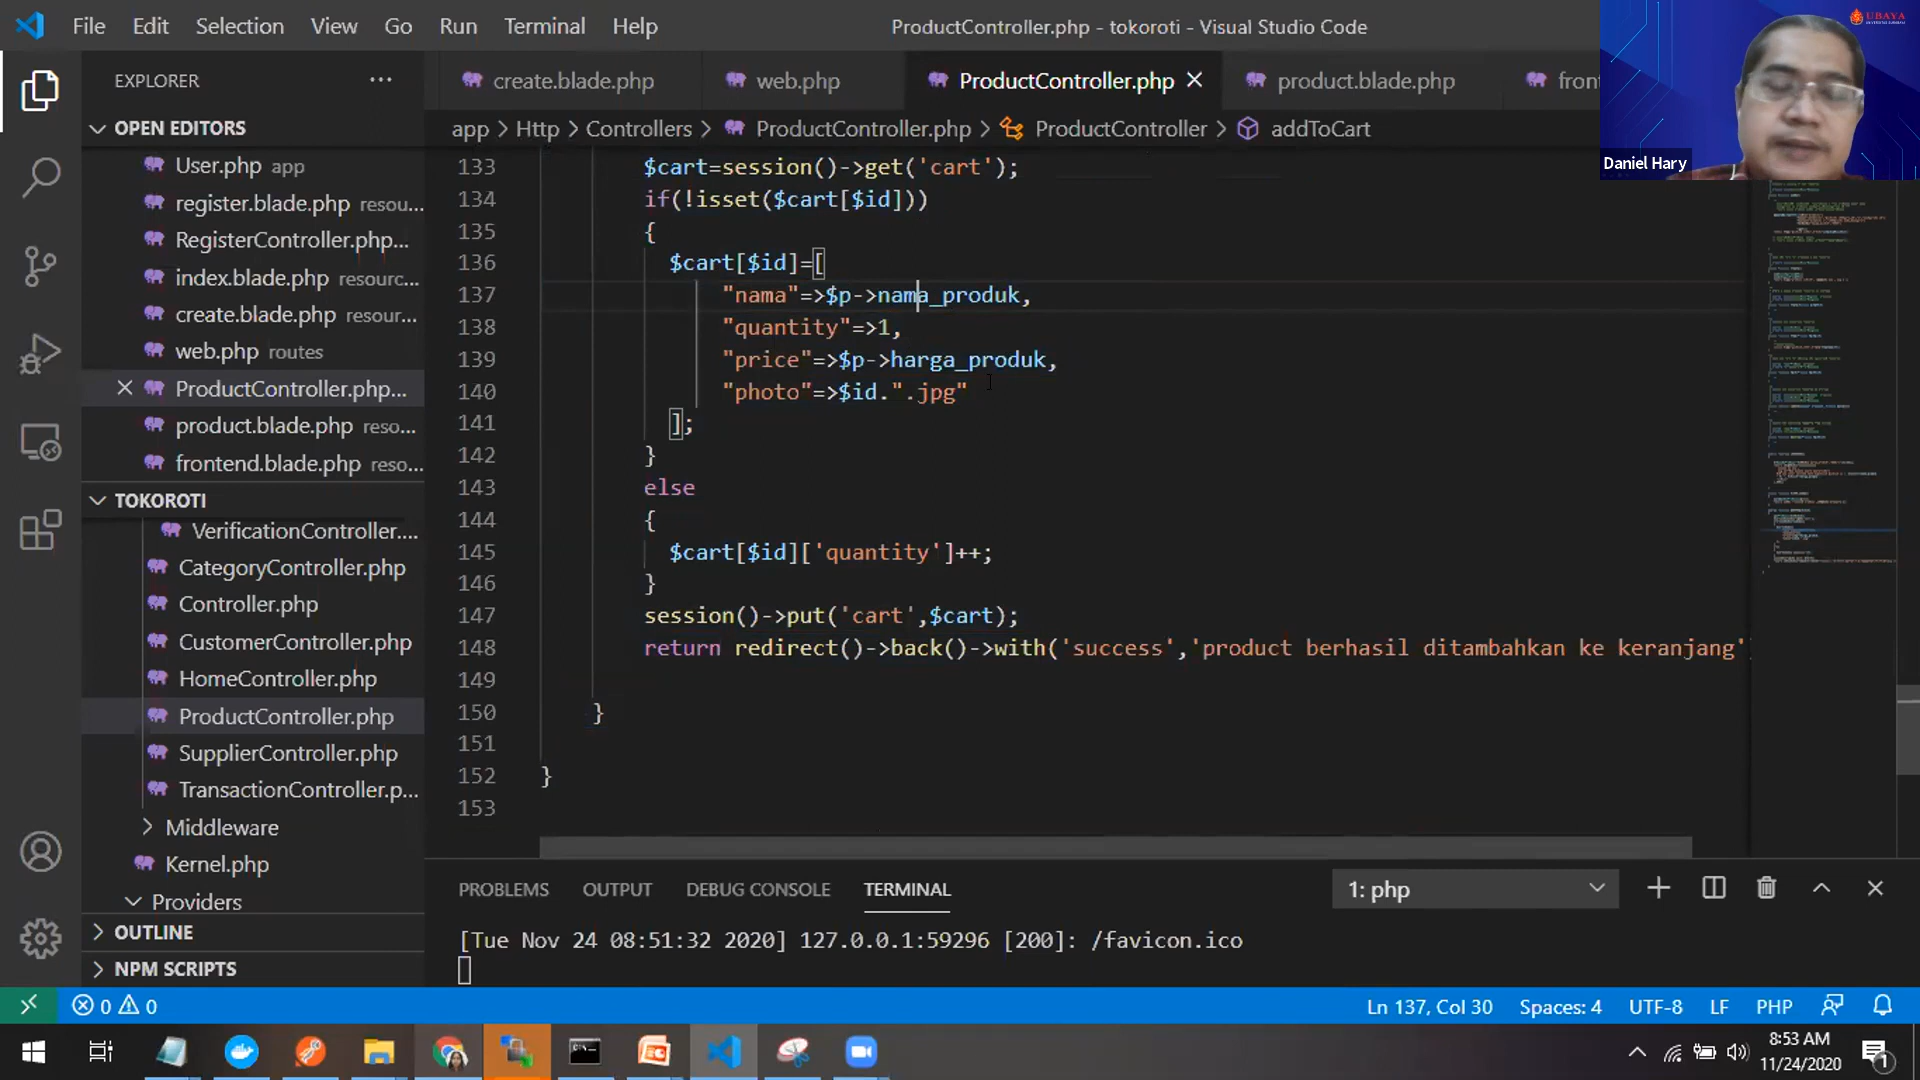 File Edit Selection View Go Run Terminal Help
ProductController.php - tokoroti - Visual Studio Code
UBAYA
Daniel Hary
EXPLORER
OPEN EDITORS
User.php app
register.blade.php resou...
RegisterController.php...
index.blade.php resourc...
create.blade.php resour...
web.php routes
ProductController.php...
product.blade.php reso...
frontend.blade.php reso...
TOKOROTI
VerificationController....
CategoryController.php
Controller.php
CustomerController.php
HomeController.php
ProductController.php
SupplierController.php
TransactionController.p...
Middleware
Kernel.php
Providers
OUTLINE
NPM SCRIPTS
create.blade.php web.php ProductController.php product.blade.php fron
app > Http > Controllers > ProductController.php > ProductController > addToCart
133 $cart=session()->get('cart');
134 if(!isset($cart[$id]))
135 {
136 $cart[$id]=[
137 "nama"=>$p->nama_produk,
138 "quantity"=>1,
139 "price"=>$p->harga_produk,
140 "photo"=>$id.".jpg"
141 ];
142 }
143 else
144 {
145 $cart[$id]['quantity']++;
146 }
147 session()->put('cart',$cart);
148 return redirect()->back()->with('success','product berhasil ditambahkan ke keranjang'
149
150 }
151
152 }
153
PROBLEMS OUTPUT DEBUG CONSOLE TERMINAL
1: php
[Tue Nov 24 08:51:32 2020] 127.0.0.1:59296 [200]: /favicon.ico
0 0
Ln 137, Col 30 Spaces: 4 UTF-8 LF PHP
8:53 AM
11/24/2020
1